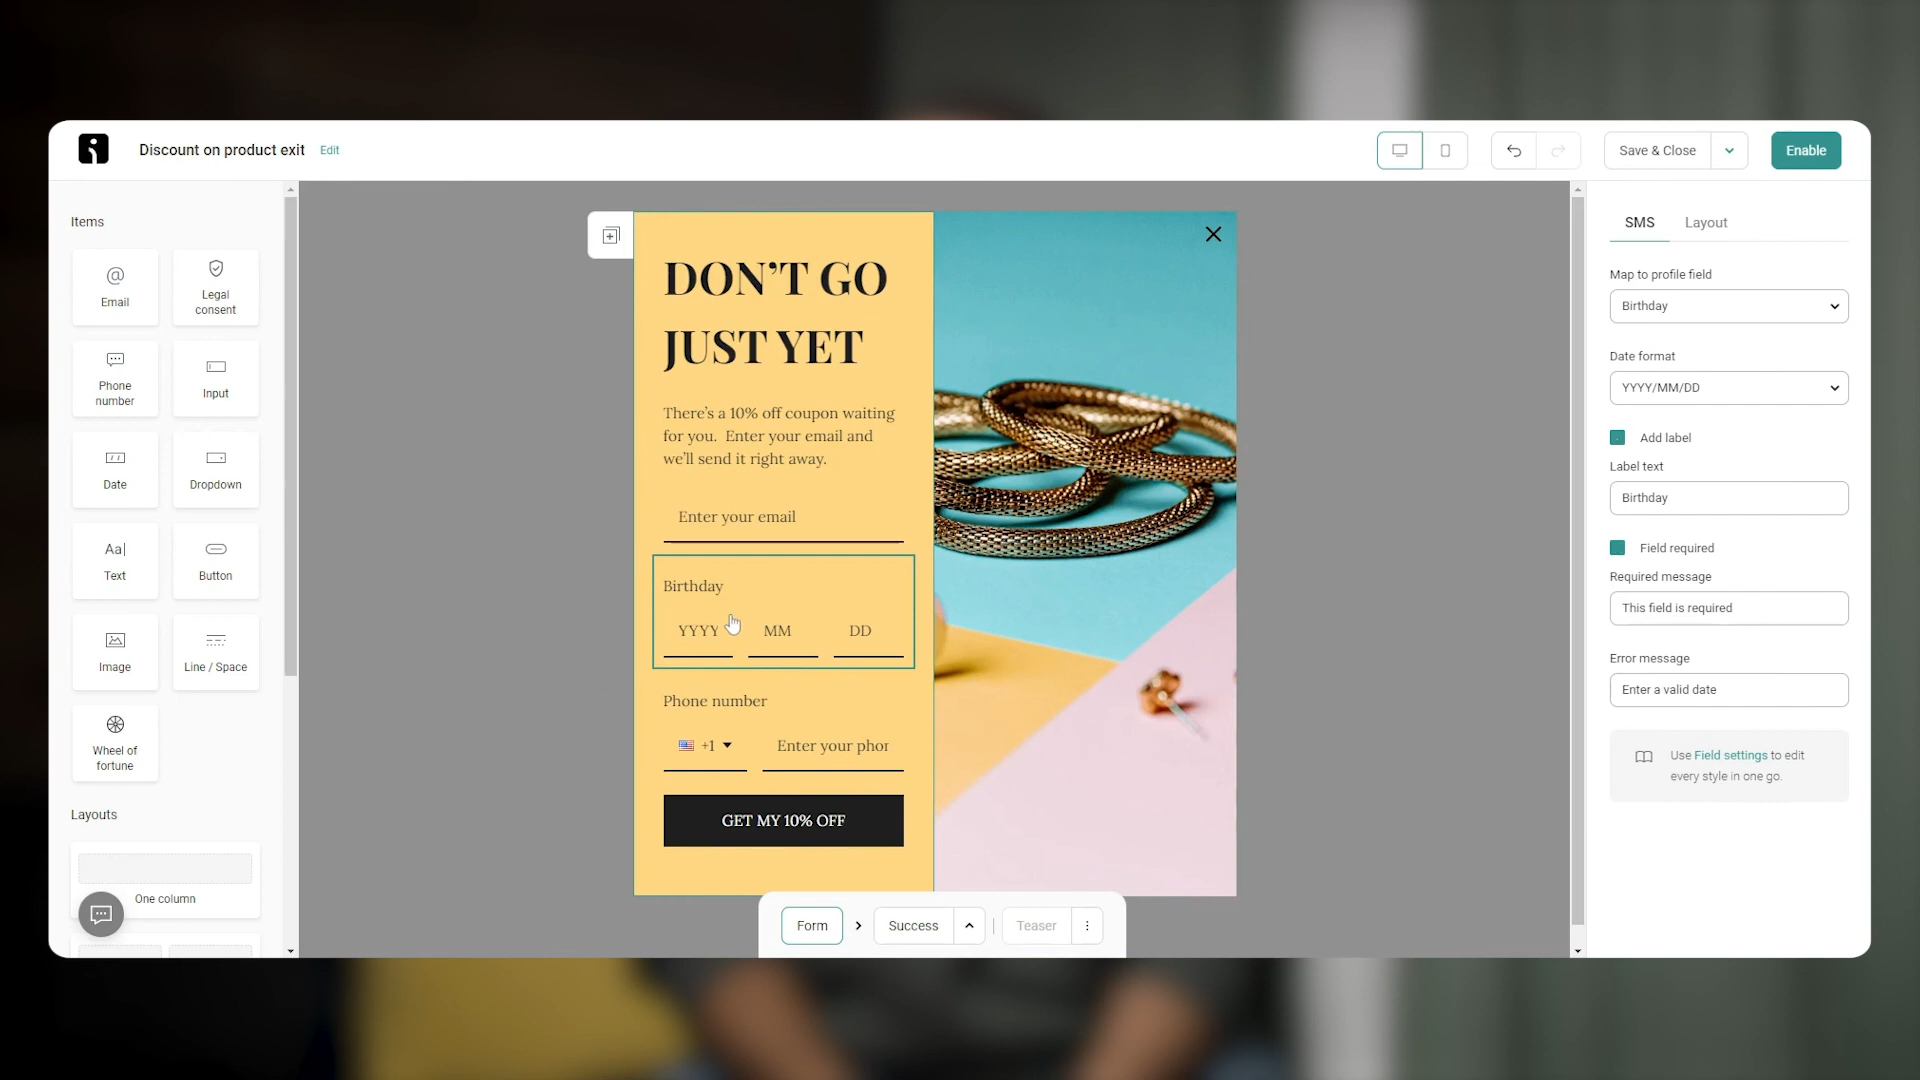 Discount on product exit Edit
Save & Close
Enable
Items
Email
Legal
consent
Phone
number
Input
Date
Dropdown
Aa|
Text
Button
Image
Line / Space
Wheel of
fortune
Layouts
One column
DON’T GO
JUST YET
There’s a 10% off coupon waiting
for you. Enter your email and
we’ll send it right away.
Enter your email
Birthday
YYYY MM DD
Phone number
+1 Enter your phor
GET MY 10% OFF
Form
Success
Teaser
SMS Layout
Map to profile field
Birthday
Date format
YYYY/MM/DD
Add label
Label text
Birthday
Field required
Required message
This field is required
Error message
Enter a valid date
Use Field settings to edit
every style in one go.